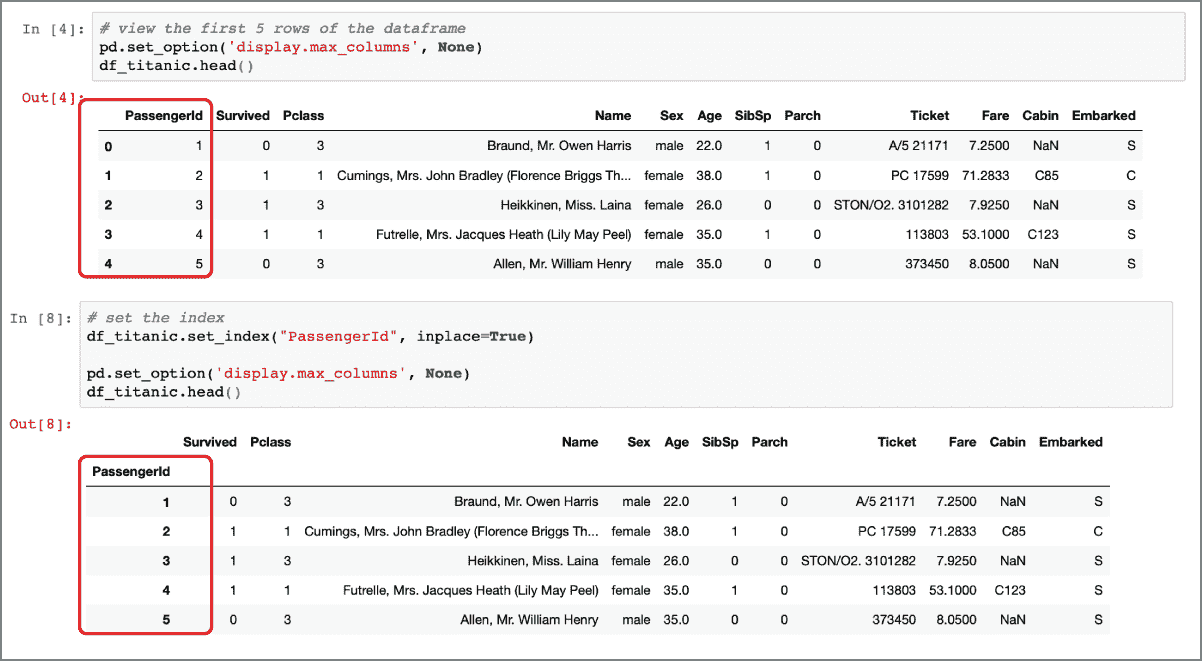 In [4]: # view the first 5 rows of the dataframe
pd.set_option('display.max_columns', None)
df_titanic.head()
Out[4]:
PassengerId Survived Pclass Name Sex Age SibSp Parch Ticket Fare Cabin Embarked
0 1 0 3 Braund, Mr. Owen Harris male 22.0 1 0 A/5 21171 7.2500 NaN S
1 2 1 1 Cumings, Mrs. John Bradley (Florence Briggs Th... female 38.0 1 0 PC 17599 71.2833 C85 C
2 3 1 3 Heikkinen, Miss. Laina female 26.0 0 0 STON/O2. 3101282 7.9250 NaN S
3 4 1 1 Futrelle, Mrs. Jacques Heath (Lily May Peel) female 35.0 1 0 113803 53.1000 C123 S
4 5 0 3 Allen, Mr. William Henry male 35.0 0 0 373450 8.0500 NaN S
In [8]: # set the index
df_titanic.set_index("PassengerId", inplace=True)
pd.set_option('display.max_columns', None)
df_titanic.head()
Out[8]:
Survived Pclass Name Sex Age SibSp Parch Ticket Fare Cabin Embarked
PassengerId
1 0 3 Braund, Mr. Owen Harris male 22.0 1 0 A/5 21171 7.2500 NaN S
2 1 1 Cumings, Mrs. John Bradley (Florence Briggs Th... female 38.0 1 0 PC 17599 71.2833 C85 C
3 1 3 Heikkinen, Miss. Laina female 26.0 0 0 STON/O2. 3101282 7.9250 NaN S
4 1 1 Futrelle, Mrs. Jacques Heath (Lily May Peel) female 35.0 1 0 113803 53.1000 C123 S
5 0 3 Allen, Mr. William Henry male 35.0 0 0 373450 8.0500 NaN S